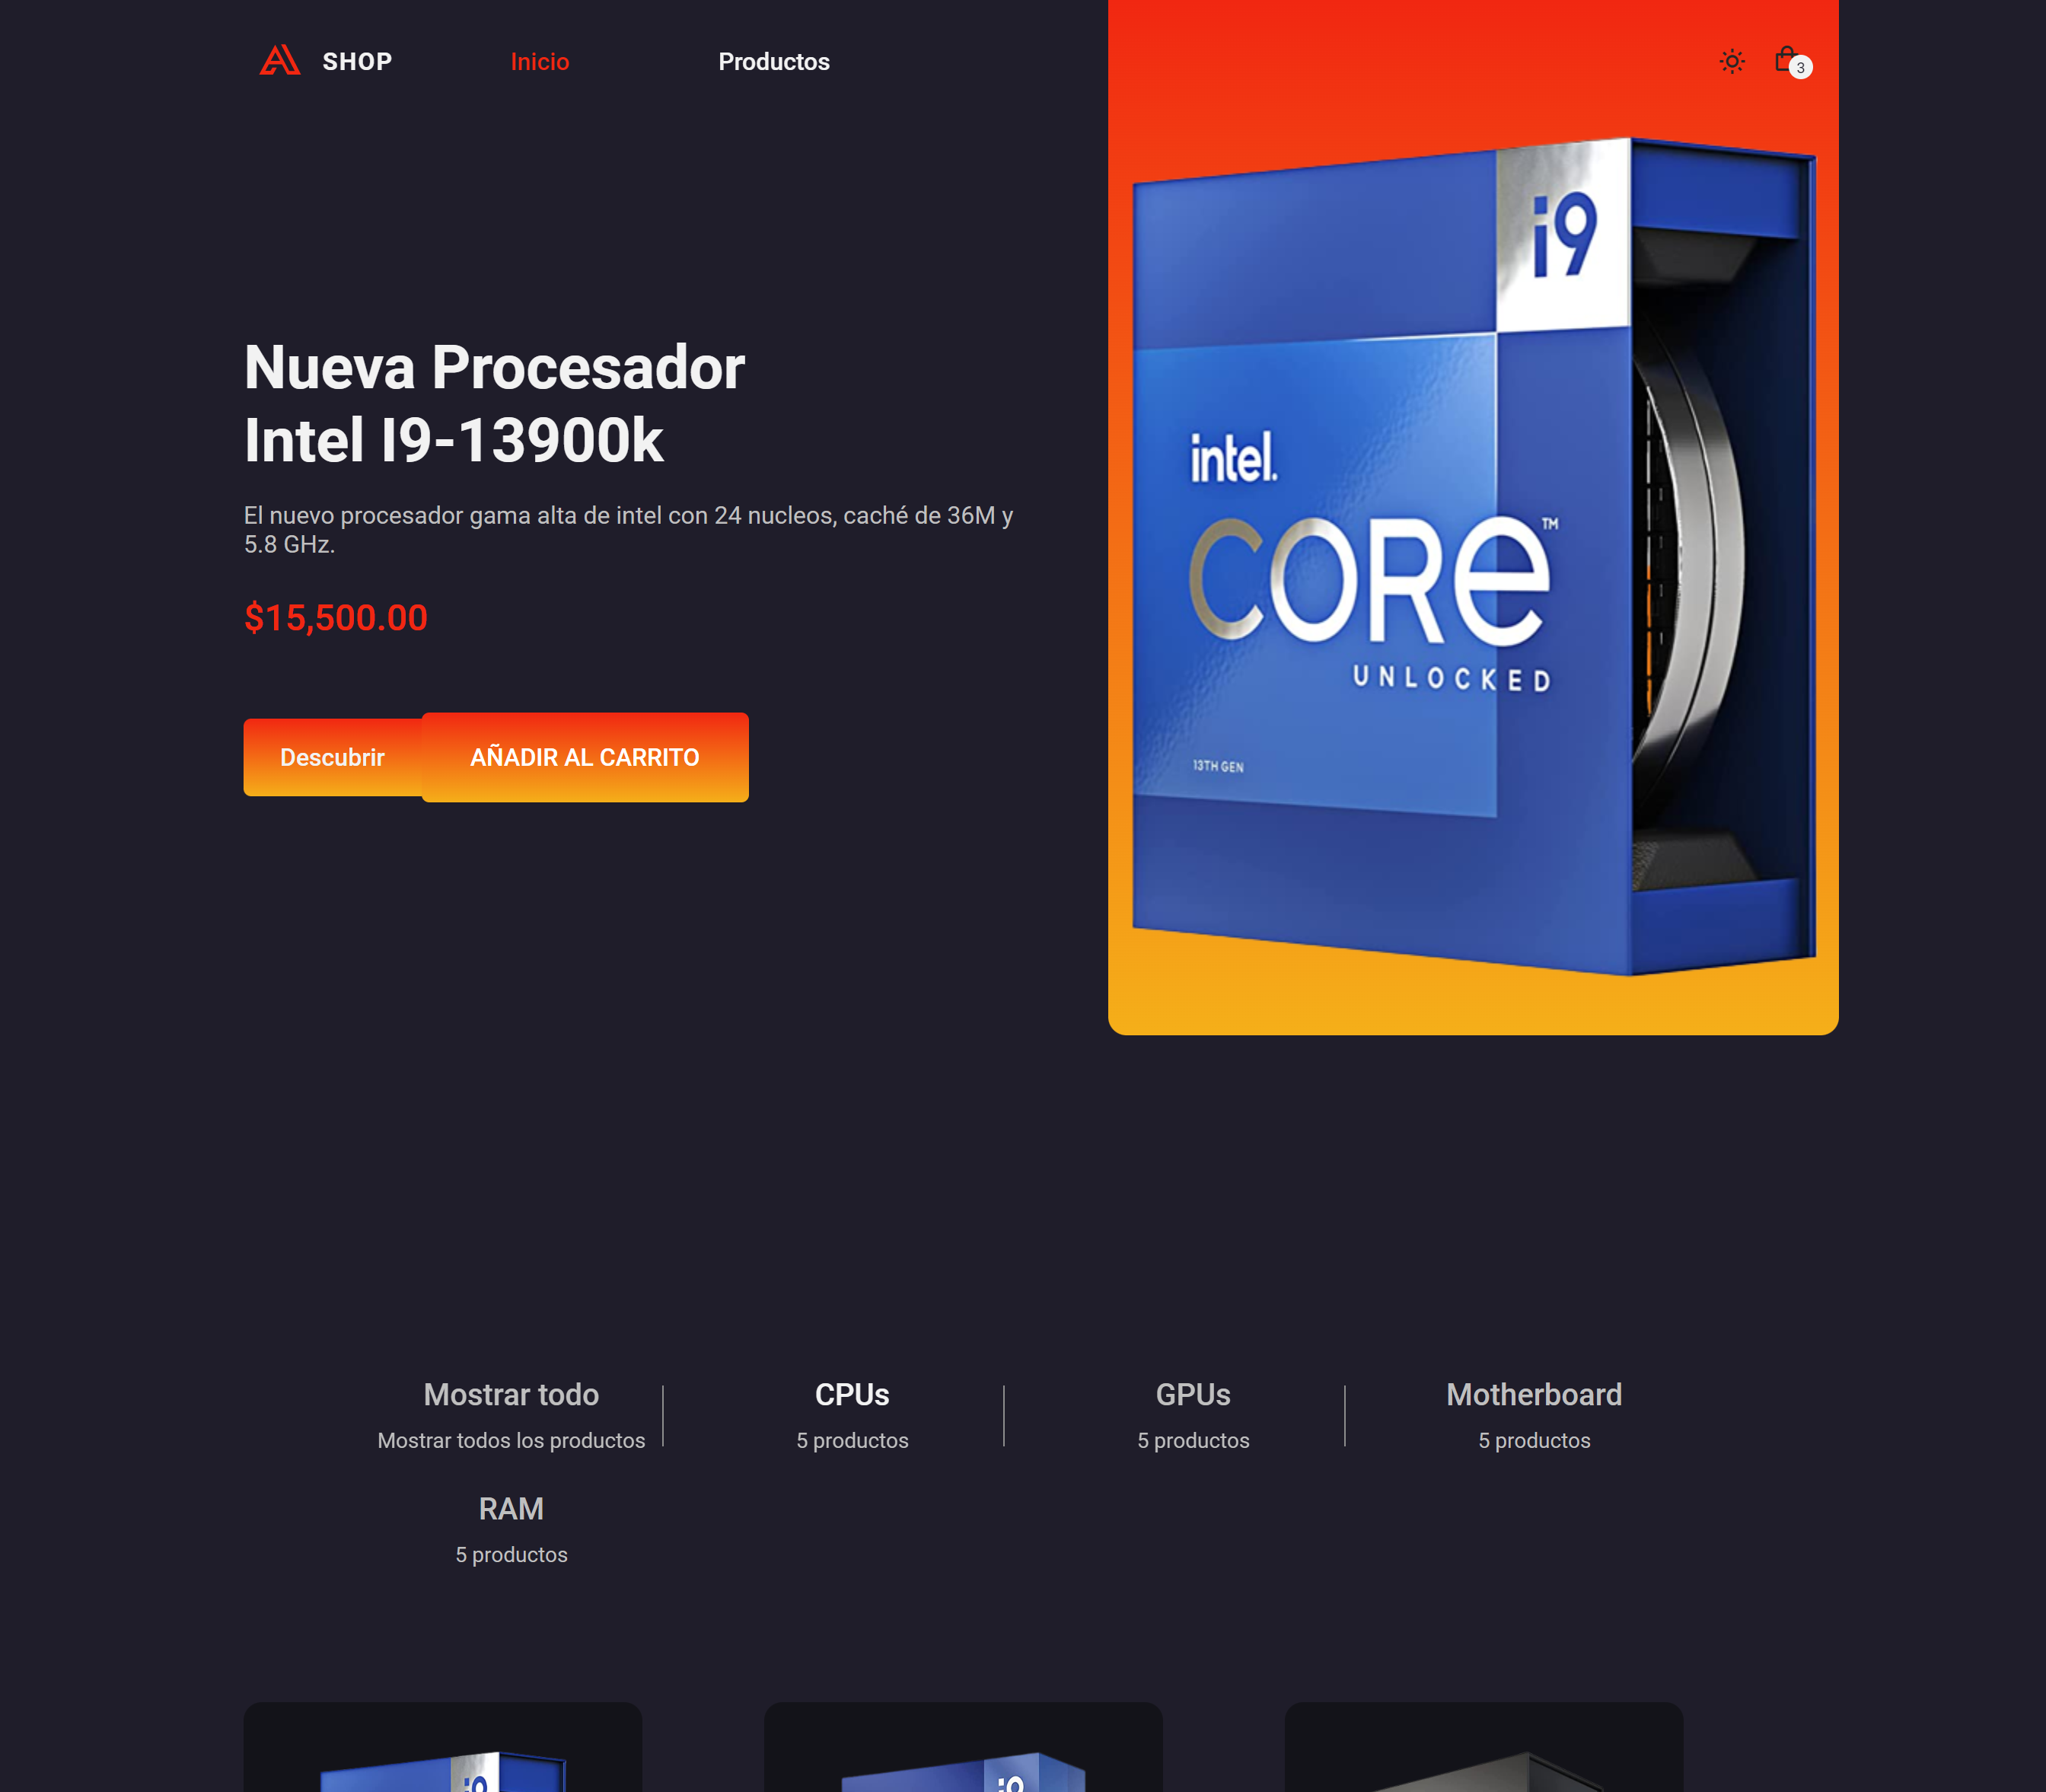 SHOP
Inicio
Productos
3
Nueva Procesador
Intel I9-13900k
El nuevo procesador gama alta de intel con 24 nucleos, caché de 36M y
5.8 GHz.
$15,500.00
Descubrir
AÑADIR AL CARRITO
i9
intel.
CORE™
UNLOCKED
13TH GEN
Mostrar todo
Mostrar todos los productos
CPUs
5 productos
GPUs
5 productos
Motherboard
5 productos
RAM
5 productos
i9
i9